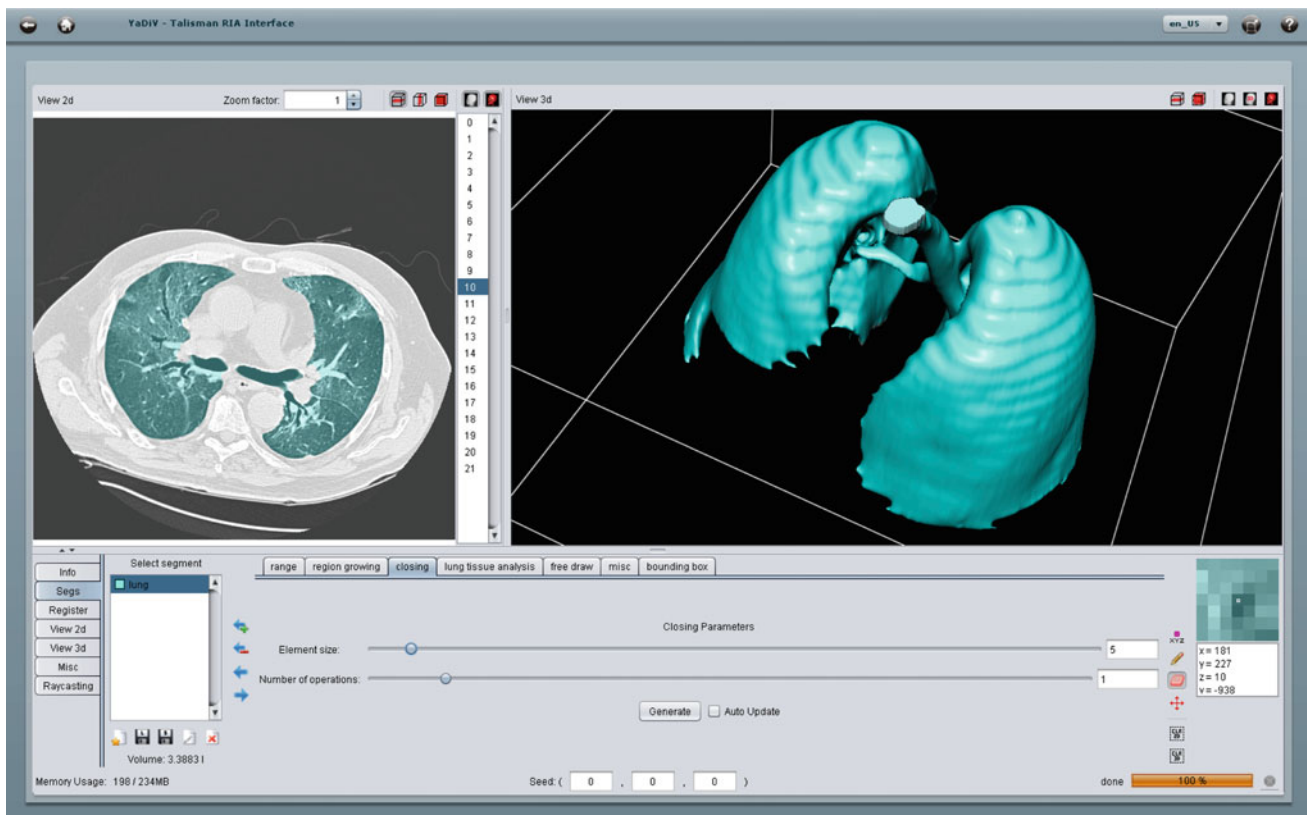 YaDiV - Talisman RIA Interface
en_US
View 2d
Zoom factor: 1
View 3d
0
1
2
3
4
5
6
7
8
9
10
11
12
13
14
15
16
17
18
19
20
21
Info
Segs
Register
View 2d
View 3d
Misc
Raycasting
Select segment
lung
Volume: 3.3883 l
range region growing closing lung tissue analysis free draw misc bounding box
Closing Parameters
Element size: 5
Number of operations: 1
Generate Auto Update
XYZ
x = 181
y = 227
z = 10
v = -938
Memory Usage: 198 / 234MB
Seed: ( 0 , 0 , 0 )
done 100 %